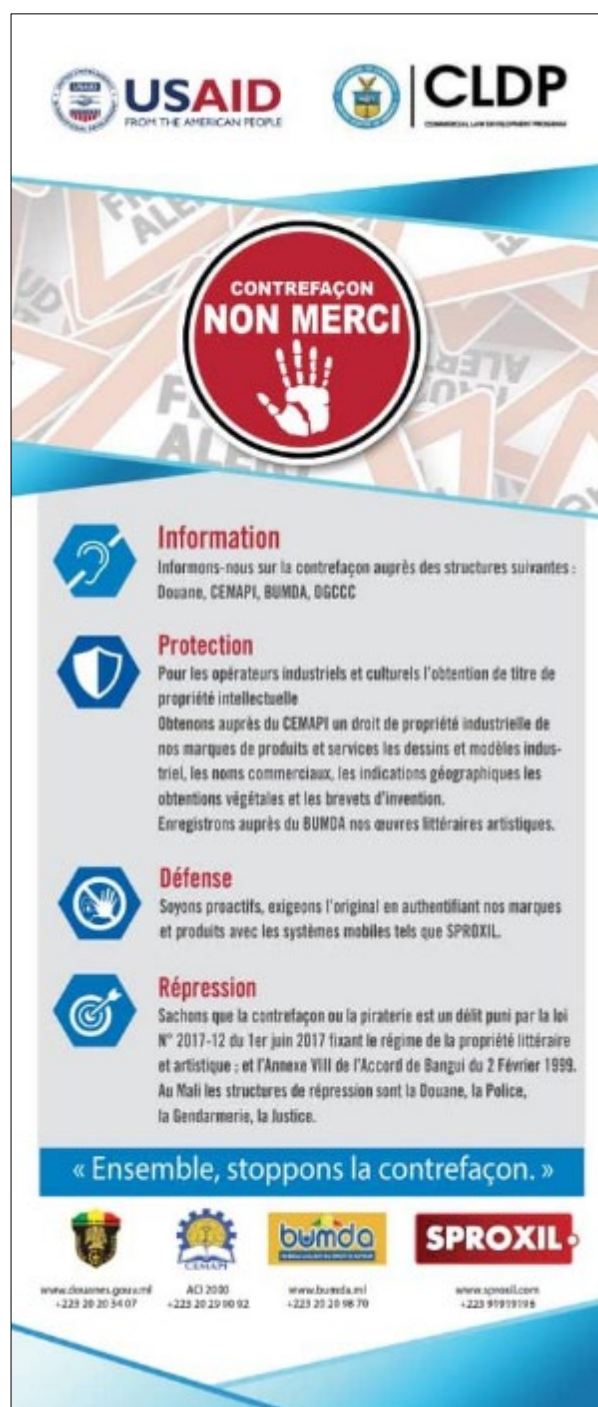 USAID
FROM THE AMERICAN PEOPLE
CLDP
COMMERCIAL LAW DEVELOPMENT PROGRAM
CONTREFAÇON
NON MERCI
Information
Informons-nous sur la contrefaçon auprès des structures suivantes :
Douane, CEMAPI, BUMDA, DGCCC
Protection
Pour les opérateurs industriels et culturels l'obtention de titre de
propriété intellectuelle
Obtenons auprès du CEMAPI un droit de propriété industrielle de
nos marques de produits et services les dessins et modèles indus-
triel, les noms commerciaux, les indications géographiques les
obtentions végétales et les brevets d'invention.
Enregistrons auprès du BUMDA nos œuvres littéraires artistiques.
Défense
Soyons proactifs, exigeons l'original en authentifiant nos marques
et produits avec les systèmes mobiles tels que SPROXIL.
Répression
Sachons que la contrefaçon ou la piraterie est un délit puni par la loi
N° 2017-12 du 1er juin 2017 fixant le régime de la propriété littéraire
et artistique ; et l'Annexe VIII de l'Accord de Bangui du 2 Février 1999.
Au Mali les structures de répression sont la Douane, la Police,
la Gendarmerie, la Justice.
« Ensemble, stoppons la contrefaçon. »
CEMAPI
bumda
SPROXIL
www.douanes.gouv.ml
+223 20 20 54 07
ACI 2000
+223 20 29 90 92
www.bumda.ml
+223 20 20 98 70
www.sproxil.com
+223 91919196